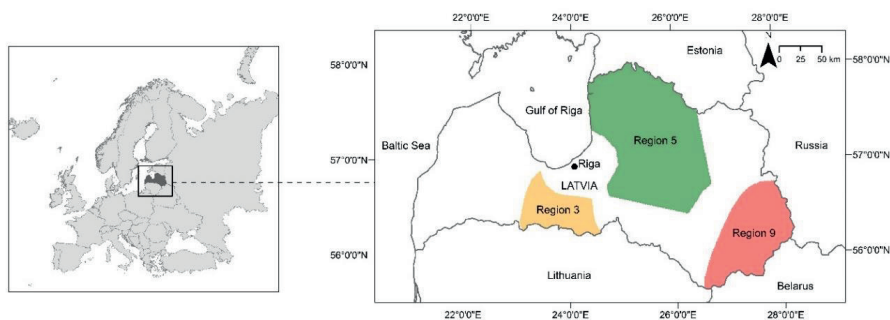 22°0'0"E 24°0'0"E 26°0'0"E 28°0'0"E
58°0'0"N
57°0'0"N
56°0'0"N
Estonia
N
0 25 50 km
Gulf of Riga
Baltic Sea
Region 5
Russia
Riga
LATVIA
Region 3
Region 9
Lithuania
Belarus
58°0'0"N
57°0'0"N
56°0'0"N
22°0'0"E 24°0'0"E 26°0'0"E 28°0'0"E